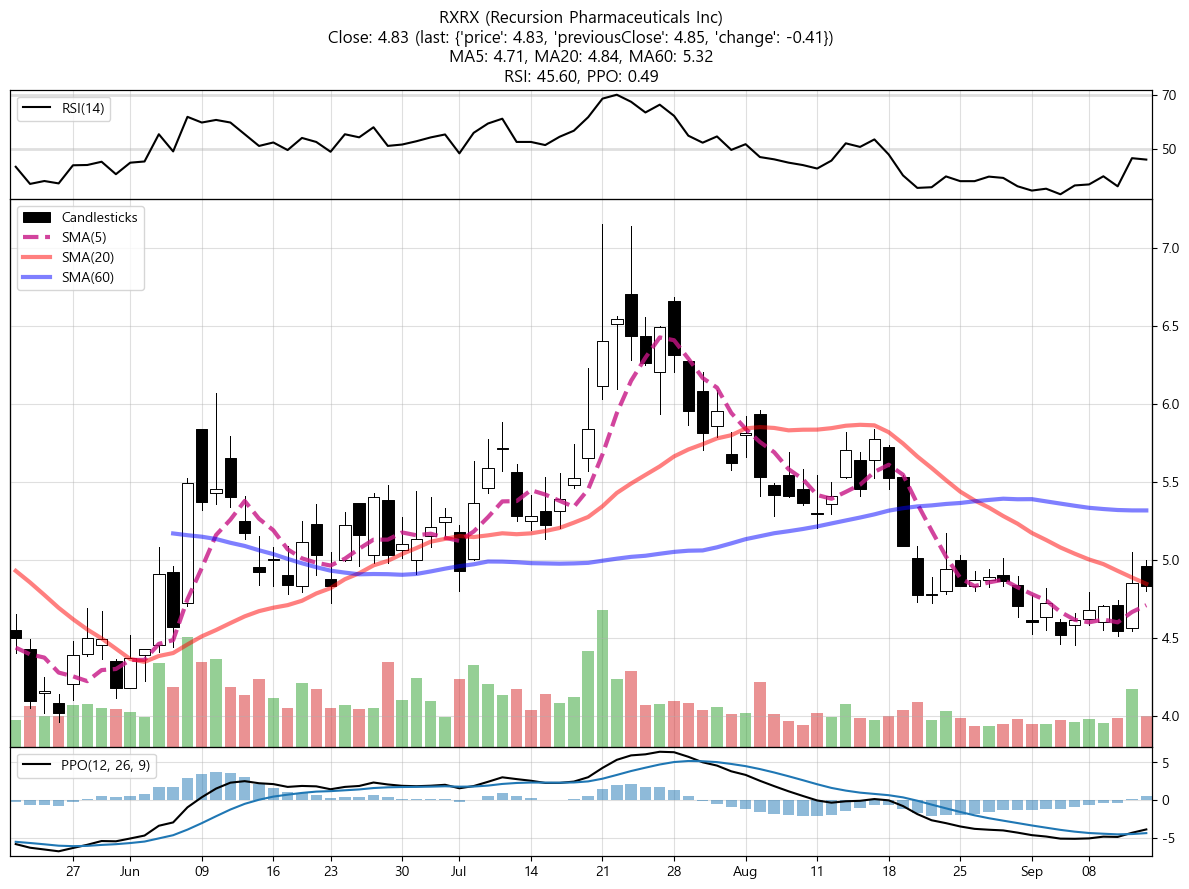 RXRX (Recursion Pharmaceuticals Inc)
Close: 4.83 (last: {'price': 4.83, 'previousClose': 4.85, 'change': -0.41})
MA5: 4.71, MA20: 4.84, MA60: 5.32
RSI: 45.60, PPO: 0.49
RSI(14)
70
50
Candlesticks
SMA(5)
SMA(20)
SMA(60)
7.0
6.5
6.0
5.5
5.0
4.5
4.0
PPO(12, 26, 9)
5
0
-5
27 Jun 09 16 23 30 Jul 14 21 28 Aug 11 18 25 Sep 08